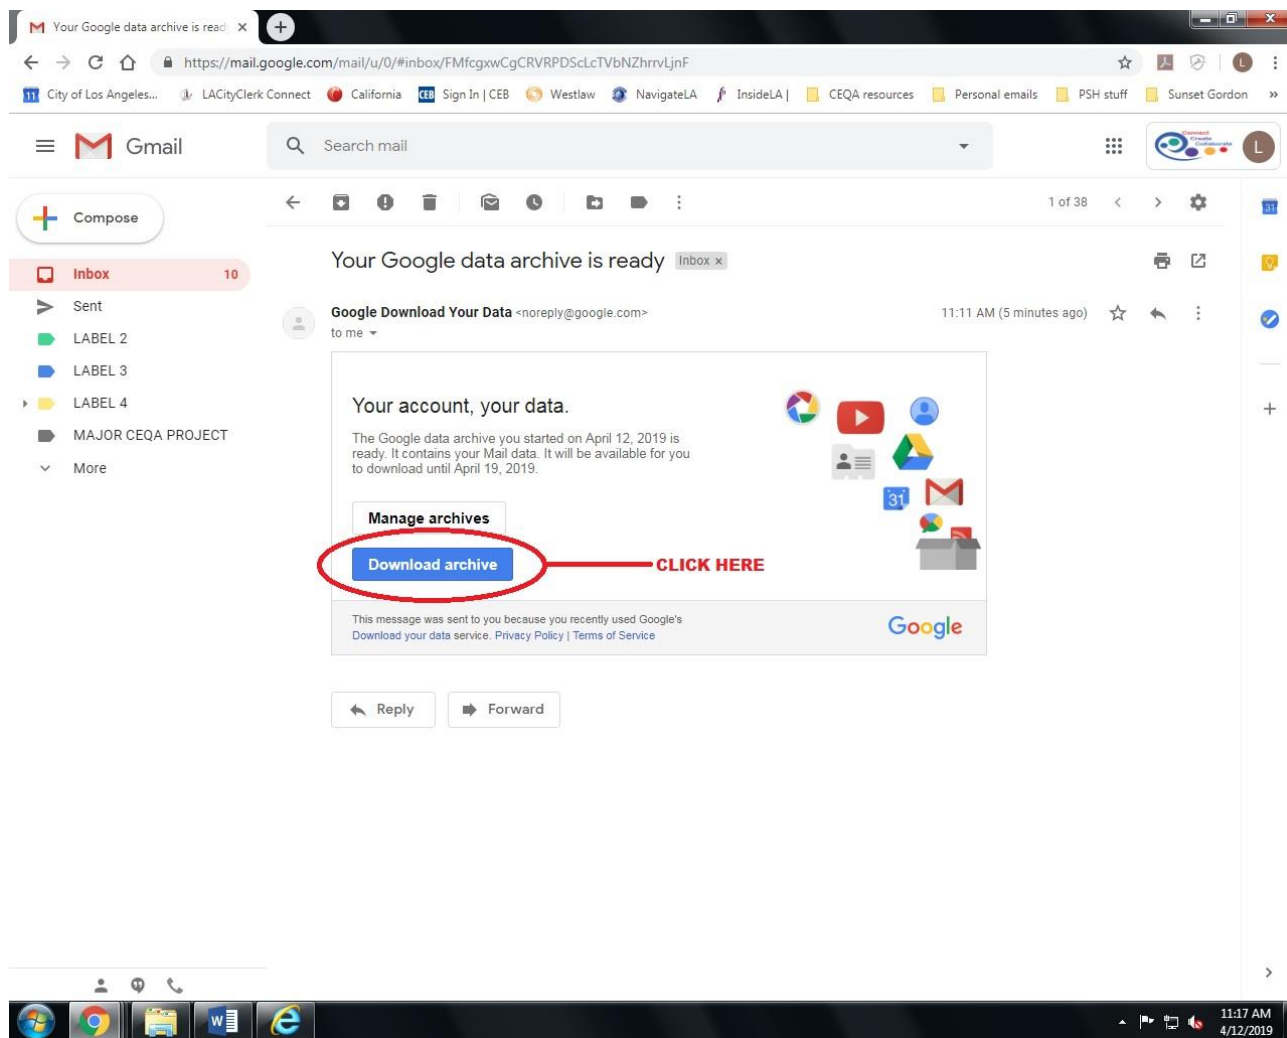 Your Google data archive is read
https://mail.google.com/mail/u/0/#inbox/FMfcgxwCgCRVRPDScLcTVbNZhrrvLjnF
L
11 City of Los Angeles... LACityClerk Connect California CEB Sign In | CEB Westlaw NavigateLA InsideLA | CEQA resources Personal emails PSH stuff Sunset Gordon »
Gmail
Search mail
Connect
Create
Collaborate
L
Compose
1 of 38
31
Your Google data archive is ready Inbox x
Inbox 10
Sent
LABEL 2
LABEL 3
LABEL 4
MAJOR CEQA PROJECT
More
Google Download Your Data <noreply@google.com> 11:11 AM (5 minutes ago)
to me
Your account, your data.
The Google data archive you started on April 12, 2019 is
ready. It contains your Mail data. It will be available for you
to download until April 19, 2019.
31
Manage archives
Download archive
CLICK HERE
This message was sent to you because you recently used Google's
Download your data service. Privacy Policy | Terms of Service
Google
Reply Forward
W
11:17 AM
4/12/2019